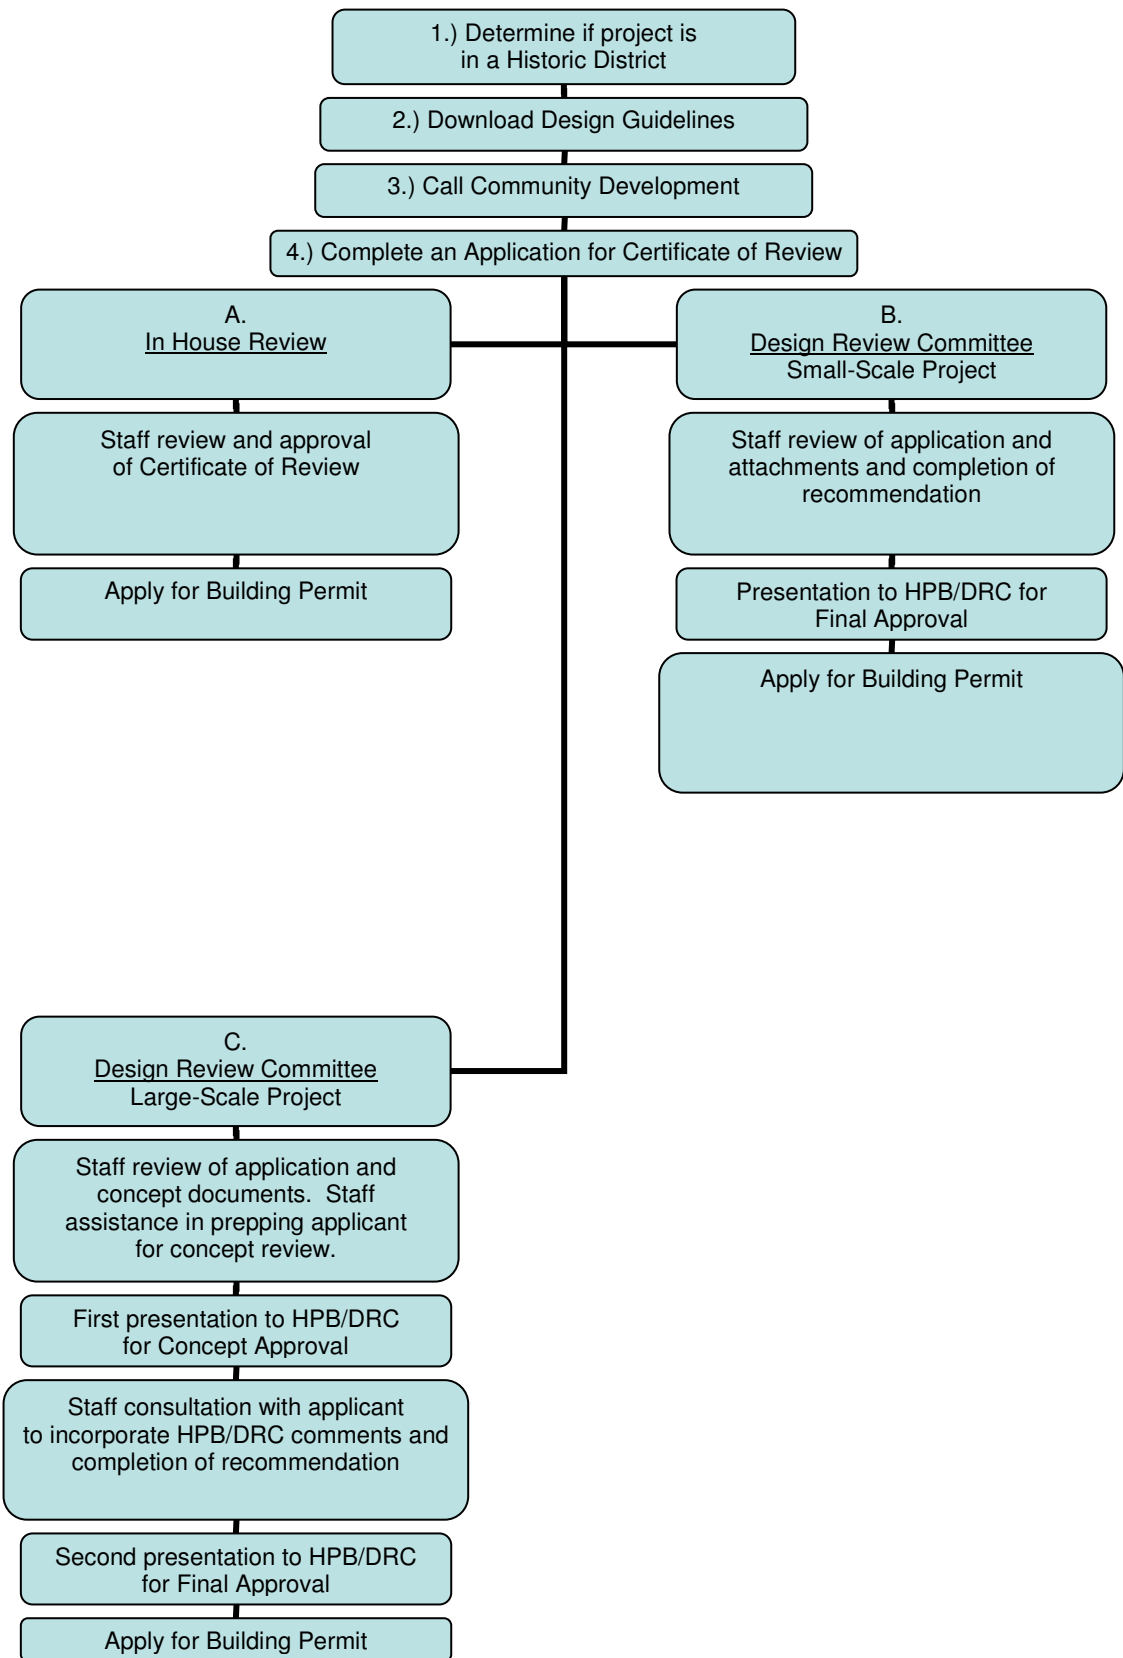 1.) Determine if project is
in a Historic District
2.) Download Design Guidelines
3.) Call Community Development
4.) Complete an Application for Certificate of Review
A.
In House Review
Staff review and approval
of Certificate of Review
Apply for Building Permit
B.
Design Review Committee
Small-Scale Project
Staff review of application and
attachments and completion of
recommendation
Presentation to HPB/DRC for
Final Approval
Apply for Building Permit
C.
Design Review Committee
Large-Scale Project
Staff review of application and
concept documents.  Staff
assistance in prepping applicant
for concept review.
First presentation to HPB/DRC
for Concept Approval
Staff consultation with applicant
to incorporate HPB/DRC comments and
completion of recommendation
Second presentation to HPB/DRC
for Final Approval
Apply for Building Permit